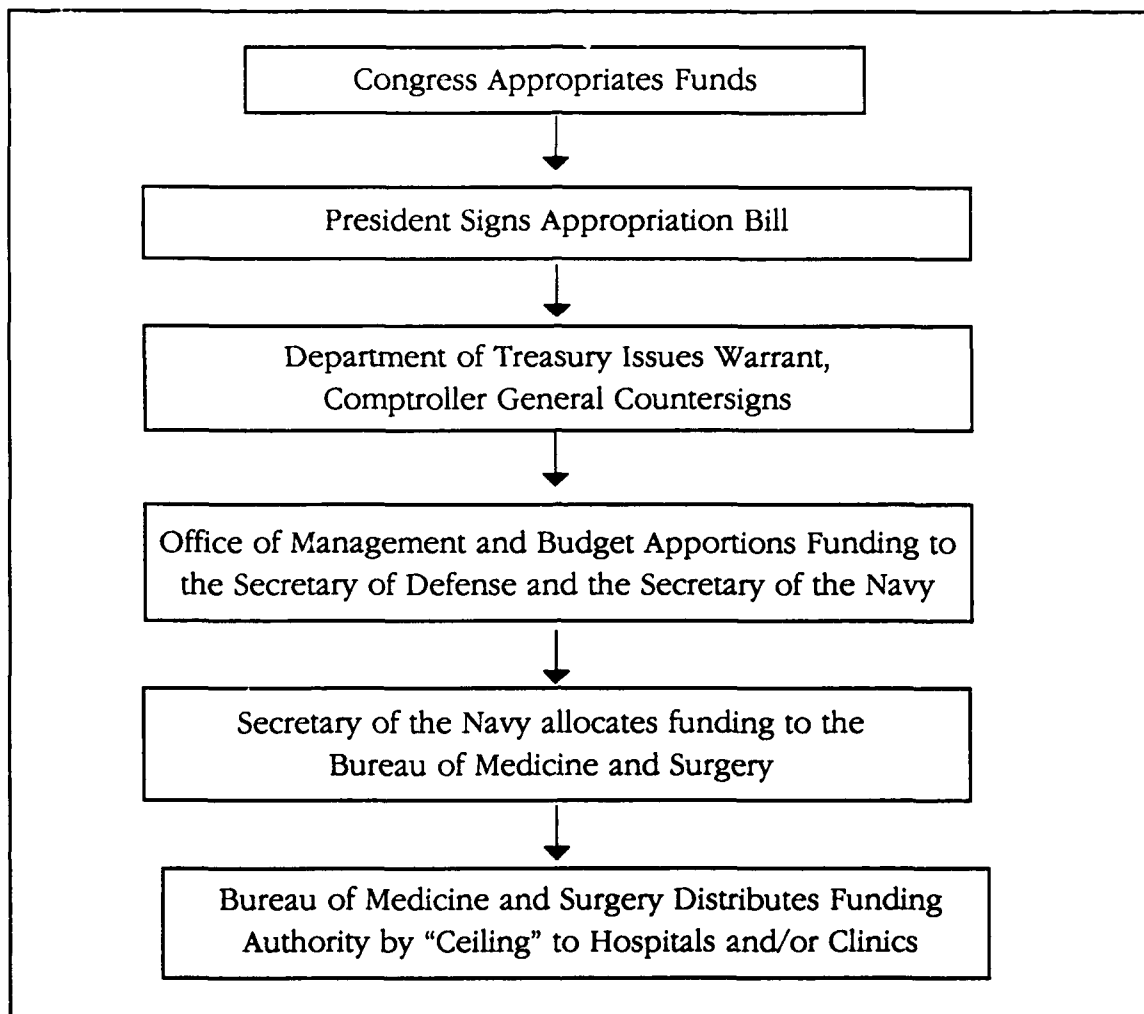 Congress Appropriates Funds
President Signs Appropriation Bill
Department of Treasury Issues Warrant,
Comptroller General Countersigns
Office of Management and Budget Apportions Funding to
the Secretary of Defense and the Secretary of the Navy
Secretary of the Navy allocates funding to the
Bureau of Medicine and Surgery
Bureau of Medicine and Surgery Distributes Funding
Authority by “Ceiling” to Hospitals and/or Clinics